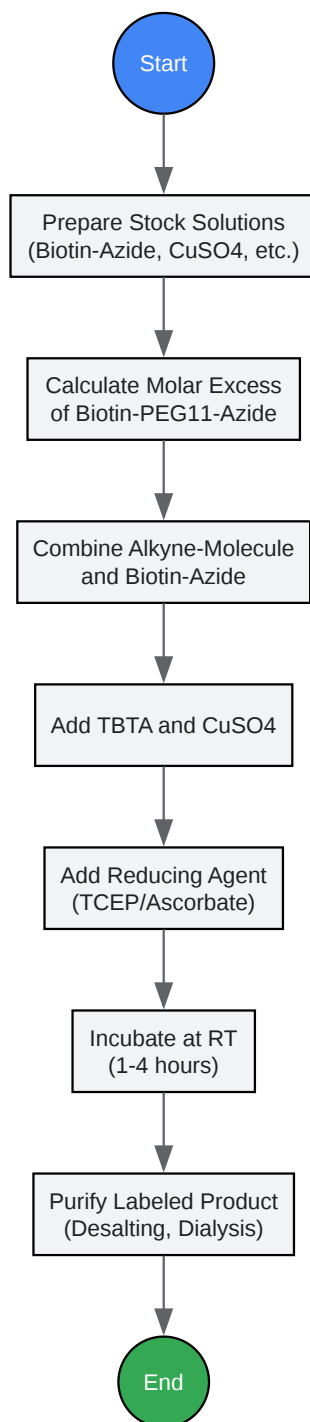 Start
Prepare Stock Solutions
(Biotin-Azide, CuSO4, etc.)
Calculate Molar Excess
of Biotin-PEG11-Azide
Combine Alkyne-Molecule
and Biotin-Azide
Add TBTA and CuSO4
Add Reducing Agent
(TCEP/Ascorbate)
Incubate at RT
(1-4 hours)
Purify Labeled Product
(Desalting, Dialysis)
End